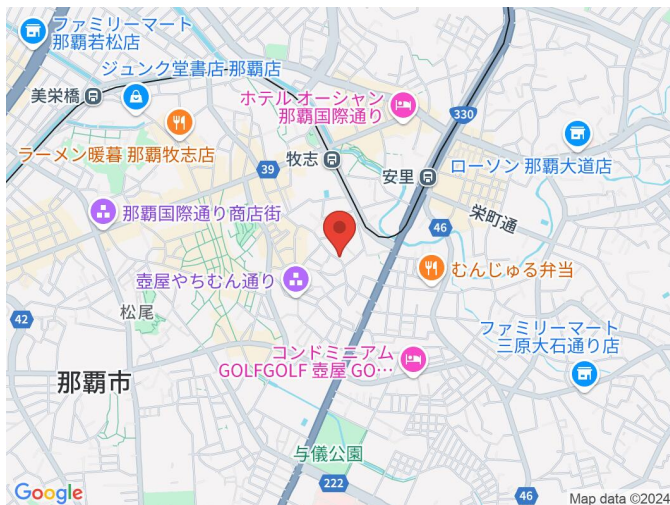 ファミリーマート
那覇若松店
ジュンク堂書店 那覇店
美栄橋
ホテル オーシャン
那覇国際通り
330
ラーメン暖暮 那覇牧志店
牧志
ローソン 那覇大道店
39
安里
栄町通
那覇国際通り商店街
46
壺屋やちむん通り
むんじゅる弁当
松尾
42
ファミリーマート
三原大石通り店
コンドミニアム
GOLFGOLF 壺屋 GO…
那覇市
与儀公園
222
46
Google
Map data ©2024